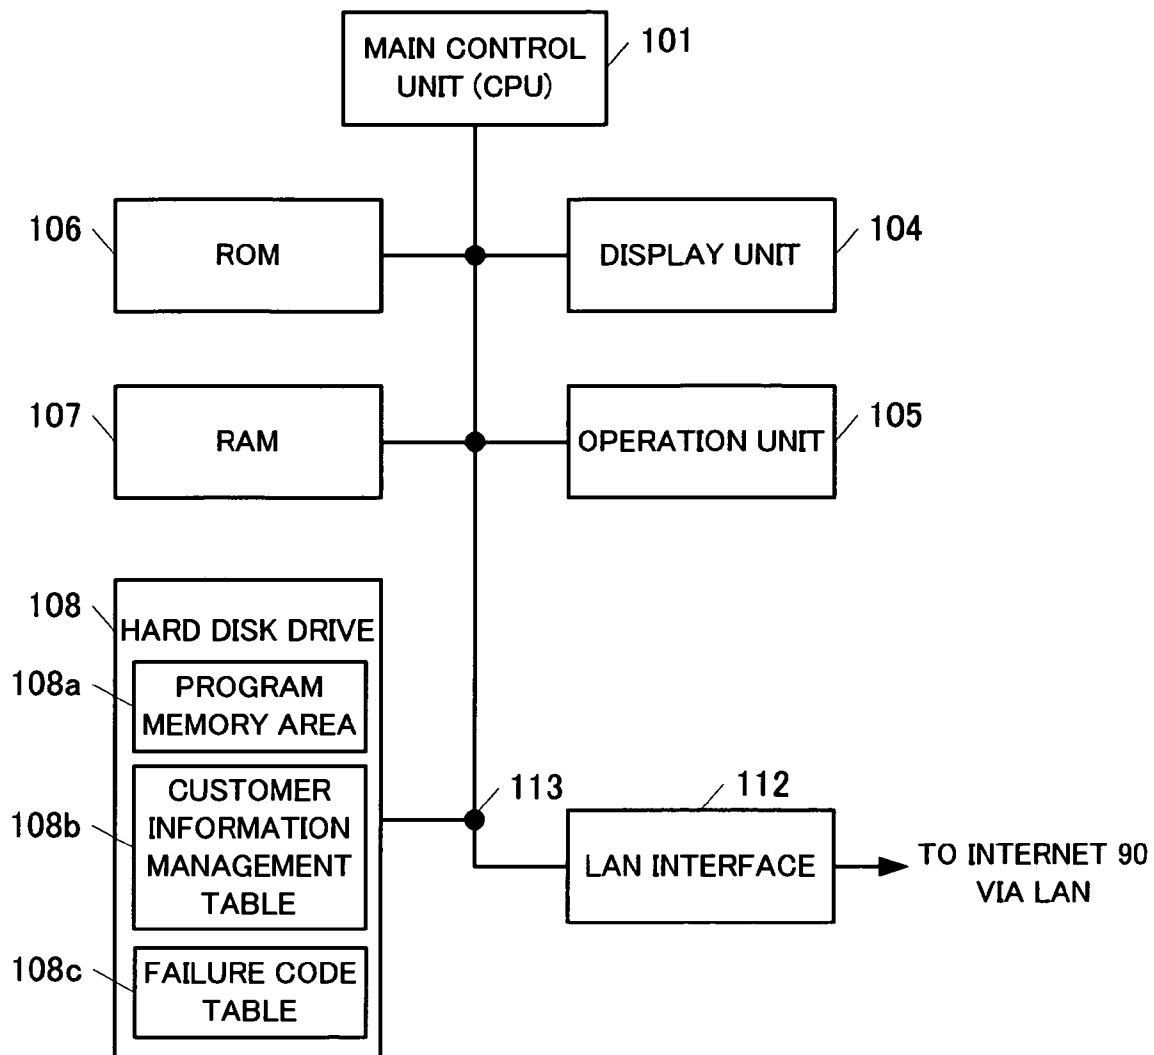 MAIN CONTROL
UNIT (CPU)
101
106
ROM
DISPLAY UNIT
104
107
RAM
OPERATION UNIT
105
108
HARD DISK DRIVE
108a
PROGRAM
MEMORY AREA
108b
CUSTOMER
INFORMATION
MANAGEMENT
TABLE
113
112
LAN INTERFACE
TO INTERNET 90
VIA LAN
108c
FAILURE CODE
TABLE